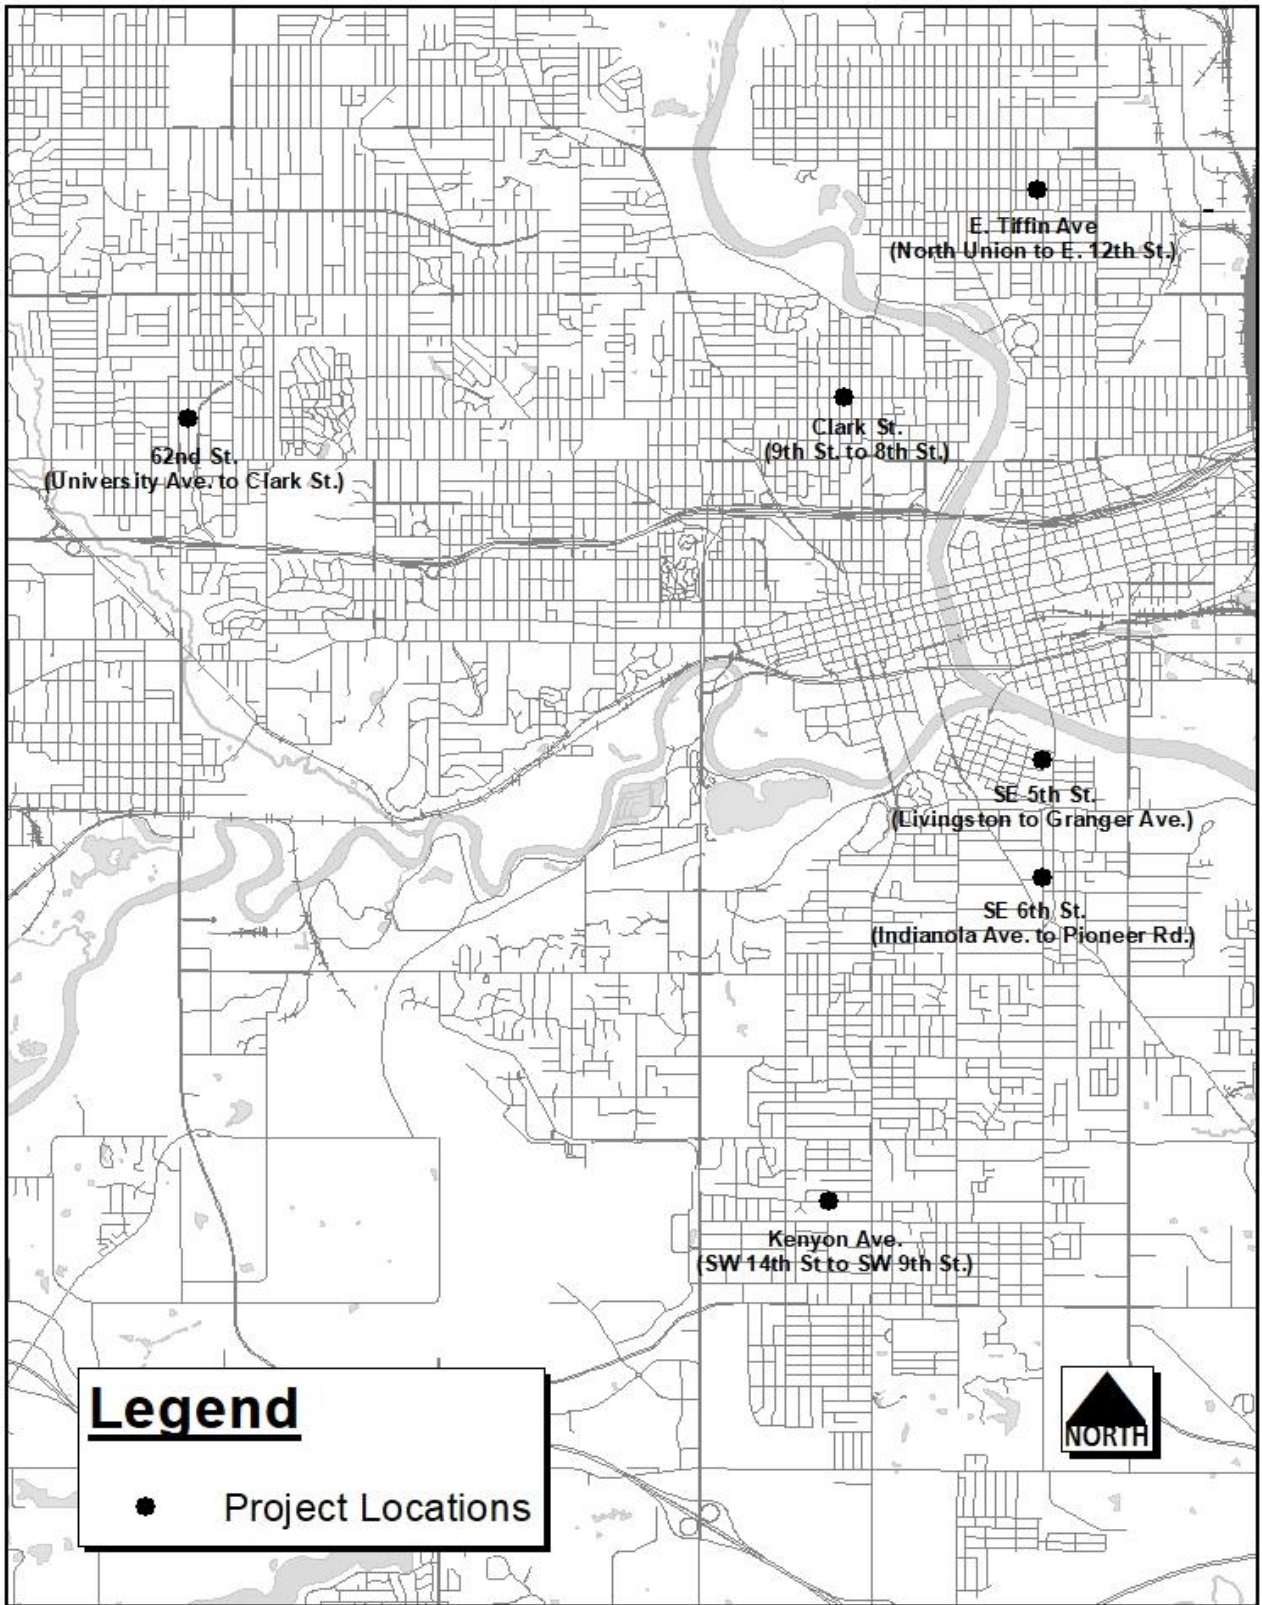 E. Tiffin Ave
(North Union to E. 12th St.)
Clark St.
(9th St. to 8th St.)
62nd St.
(University Ave. to Clark St.)
SE 5th St.
(Livingston to Granger Ave.)
SE 6th St.
(Indianola Ave. to Pioneer Rd.)
Kenyon Ave.
(SW 14th St to SW 9th St.)
Legend
Project Locations
NORTH